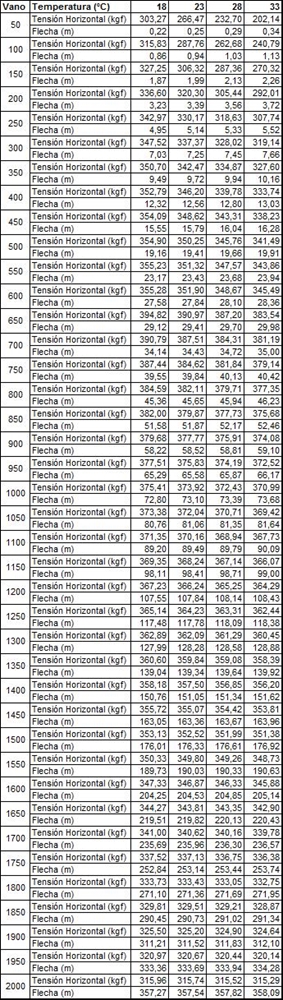 Vano Temperatura (ºC) 18 23 28 33
50 Tensión Horizontal (kgf) 303,27 266,47 232,70 202,14
Flecha (m) 0,22 0,25 0,29 0,34
100 Tensión Horizontal (kgf) 315,83 287,76 262,68 240,79
Flecha (m) 0,86 0,94 1,03 1,13
150 Tensión Horizontal (kgf) 327,25 306,32 287,36 270,32
Flecha (m) 1,87 1,99 2,13 2,26
200 Tensión Horizontal (kgf) 336,60 320,30 305,44 292,01
Flecha (m) 3,23 3,39 3,56 3,72
250 Tensión Horizontal (kgf) 342,97 330,17 318,63 307,74
Flecha (m) 4,95 5,14 5,33 5,52
300 Tensión Horizontal (kgf) 347,52 337,37 328,02 319,14
Flecha (m) 7,03 7,25 7,45 7,66
350 Tensión Horizontal (kgf) 350,70 342,47 334,87 327,60
Flecha (m) 9,49 9,72 9,94 10,16
400 Tensión Horizontal (kgf) 352,79 346,20 339,78 333,74
Flecha (m) 12,32 12,56 12,80 13,03
450 Tensión Horizontal (kgf) 354,09 348,62 343,31 338,23
Flecha (m) 15,55 15,79 16,04 16,28
500 Tensión Horizontal (kgf) 354,90 350,25 345,76 341,49
Flecha (m) 19,16 19,41 19,66 19,91
550 Tensión Horizontal (kgf) 355,23 351,32 347,57 343,86
Flecha (m) 23,17 23,43 23,68 23,94
600 Tensión Horizontal (kgf) 355,28 351,90 348,67 345,49
Flecha (m) 27,58 27,84 28,10 28,36
650 Tensión Horizontal (kgf) 394,82 390,97 387,20 383,54
Flecha (m) 29,12 29,41 29,70 29,98
700 Tensión Horizontal (kgf) 390,79 387,51 384,31 381,19
Flecha (m) 34,14 34,43 34,72 35,00
750 Tensión Horizontal (kgf) 387,44 384,62 381,84 379,14
Flecha (m) 39,55 39,84 40,13 40,42
800 Tensión Horizontal (kgf) 384,59 382,11 379,71 377,35
Flecha (m) 45,36 45,65 45,94 46,23
850 Tensión Horizontal (kgf) 382,00 379,87 377,73 375,68
Flecha (m) 51,58 51,87 52,17 52,46
900 Tensión Horizontal (kgf) 379,68 377,77 375,91 374,08
Flecha (m) 58,22 58,52 58,81 59,10
950 Tensión Horizontal (kgf) 377,51 375,83 374,19 372,52
Flecha (m) 65,29 65,58 65,87 66,17
1000 Tensión Horizontal (kgf) 375,41 373,92 372,43 370,99
Flecha (m) 72,80 73,10 73,39 73,68
1050 Tensión Horizontal (kgf) 373,38 372,04 370,71 369,42
Flecha (m) 80,76 81,06 81,35 81,64
1100 Tensión Horizontal (kgf) 371,35 370,16 368,94 367,73
Flecha (m) 89,20 89,49 89,79 90,09
1150 Tensión Horizontal (kgf) 369,35 368,24 367,14 366,07
Flecha (m) 98,11 98,41 98,71 99,00
1200 Tensión Horizontal (kgf) 367,23 366,24 365,25 364,29
Flecha (m) 107,55 107,84 108,14 108,43
1250 Tensión Horizontal (kgf) 365,14 364,23 363,31 362,44
Flecha (m) 117,48 117,78 118,09 118,38
1300 Tensión Horizontal (kgf) 362,89 362,09 361,29 360,45
Flecha (m) 127,99 128,28 128,58 128,88
1350 Tensión Horizontal (kgf) 360,60 359,84 359,08 358,39
Flecha (m) 139,04 139,34 139,64 139,92
1400 Tensión Horizontal (kgf) 358,18 357,50 356,85 356,20
Flecha (m) 150,76 151,05 151,34 151,62
1450 Tensión Horizontal (kgf) 355,72 355,07 354,42 353,81
Flecha (m) 163,05 163,36 163,67 163,96
1500 Tensión Horizontal (kgf) 353,13 352,52 351,99 351,38
Flecha (m) 176,01 176,33 176,61 176,92
1550 Tensión Horizontal (kgf) 350,33 349,80 349,26 348,73
Flecha (m) 189,73 190,03 190,33 190,63
1600 Tensión Horizontal (kgf) 347,33 346,87 346,33 345,88
Flecha (m) 204,25 204,53 204,85 205,14
1650 Tensión Horizontal (kgf) 344,27 343,81 343,35 342,90
Flecha (m) 219,51 219,82 220,13 220,43
1700 Tensión Horizontal (kgf) 341,00 340,62 340,16 339,78
Flecha (m) 235,69 235,96 236,30 236,57
1750 Tensión Horizontal (kgf) 337,52 337,13 336,75 336,38
Flecha (m) 252,84 253,14 253,44 253,74
1800 Tensión Horizontal (kgf) 333,73 333,43 333,05 332,75
Flecha (m) 271,10 271,36 271,69 271,95
1850 Tensión Horizontal (kgf) 329,81 329,51 329,21 328,87
Flecha (m) 290,45 290,73 291,02 291,34
1900 Tensión Horizontal (kgf) 325,50 325,20 324,90 324,64
Flecha (m) 311,21 311,52 311,83 312,10
1950 Tensión Horizontal (kgf) 320,97 320,67 320,44 320,14
Flecha (m) 333,36 333,69 333,94 334,28
2000 Tensión Horizontal (kgf) 315,96 315,74 315,52 315,29
Flecha (m) 357,27 357,54 357,82 358,09